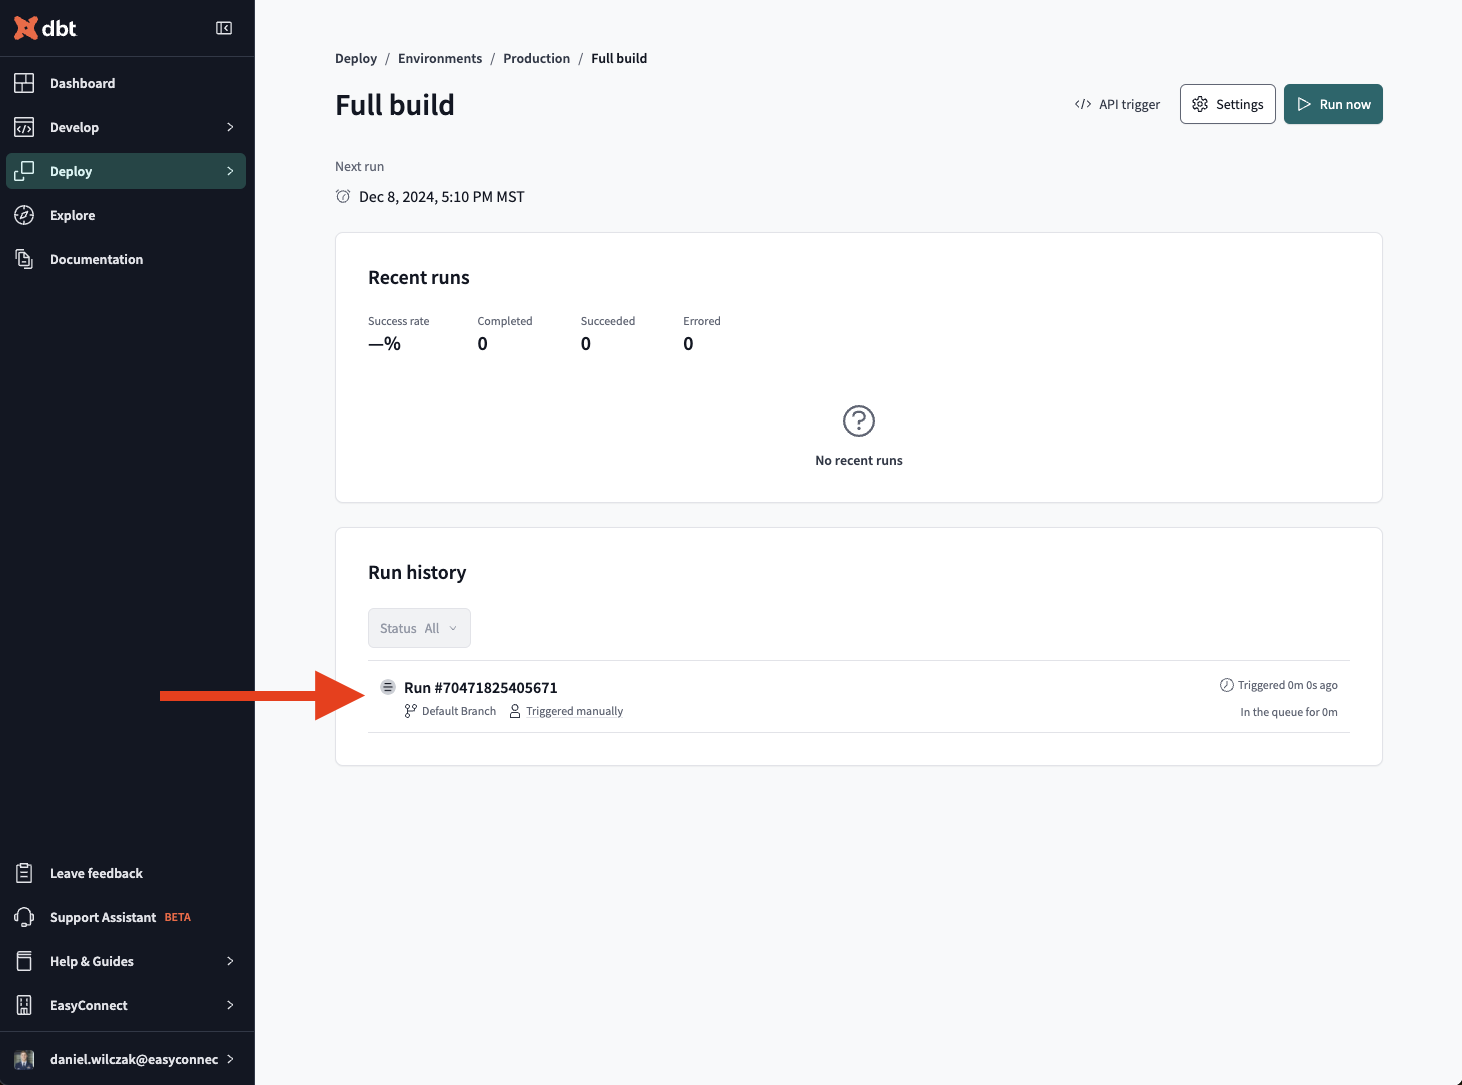 dbt
Dashboard
Develop
Deploy
Explore
Documentation
Leave feedback
Support Assistant BETA
Help & Guides
EasyConnect
daniel.wilczak@easyconnec
Deploy / Environments / Production / Full build
Full build
</> API trigger
Settings
Run now
Next run
Dec 8, 2024, 5:10 PM MST
Recent runs
Success rate Completed Succeeded Errored
—% 0 0 0
No recent runs
Run history
Status All
Run #70471825405671
Triggered 0m 0s ago
Default Branch Triggered manually
In the queue for 0m